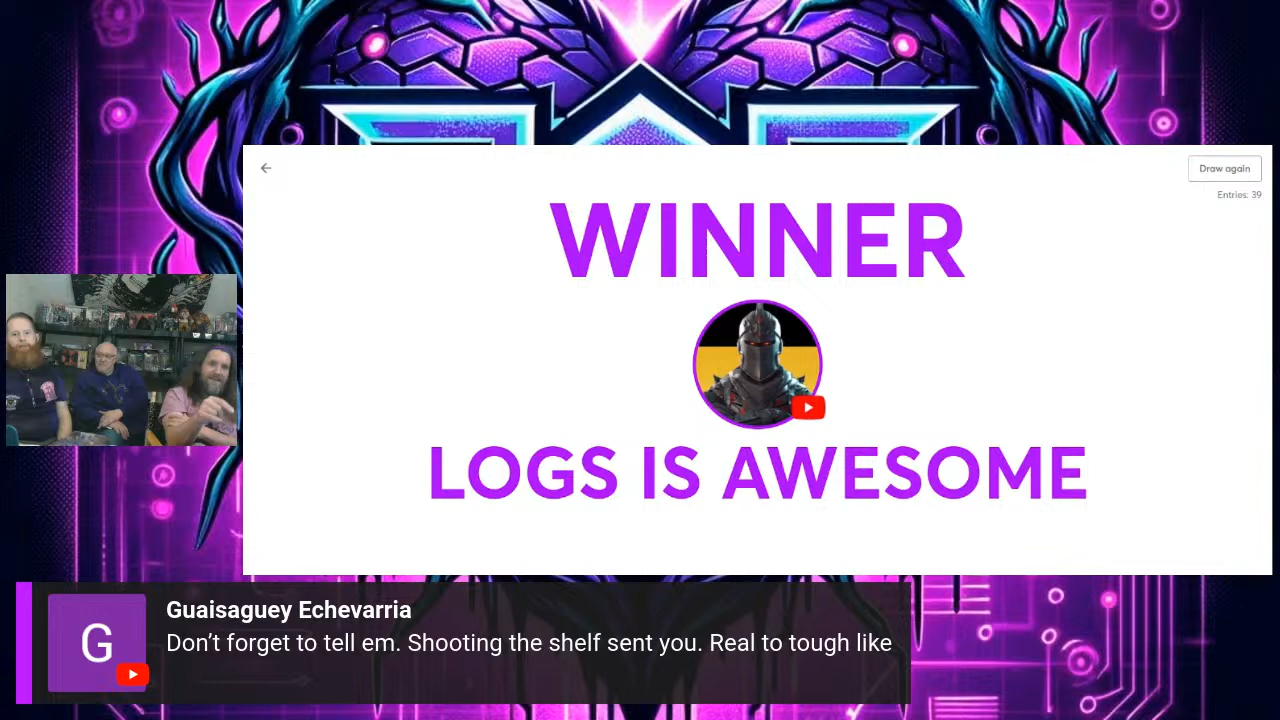 Draw again
Entries: 39
WINNER
LOGS IS AWESOME
G
Guaisaguey Echevarria
Don’t forget to tell em. Shooting the shelf sent you. Real to tough like